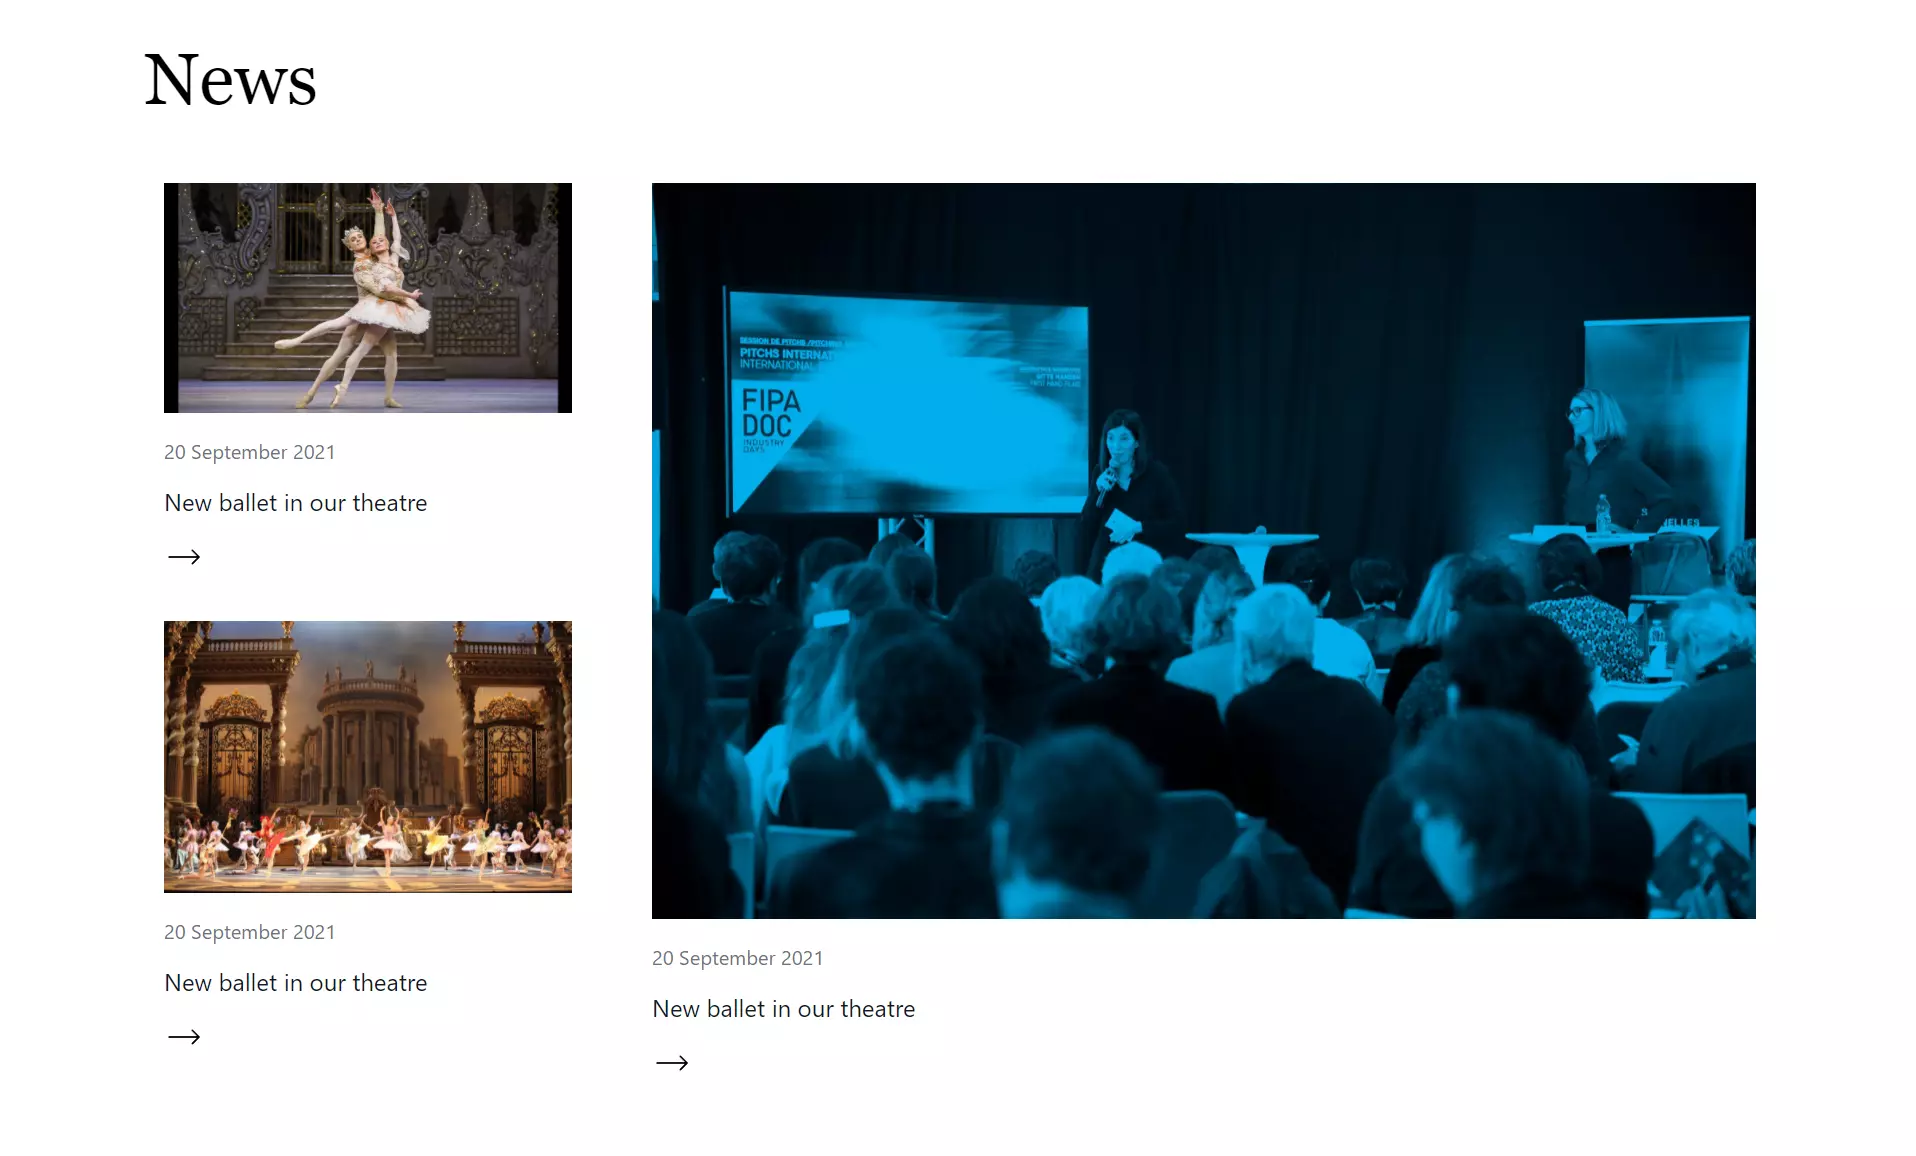 News
20 September 2021
New ballet in our theatre
20 September 2021
New ballet in our theatre
SESSION DE PITCHS /PITCHING
PITCHS INTERNAT
INTERNATIONAL
FIPA
DOC
INDUSTRY
DAYS
20 September 2021
New ballet in our theatre